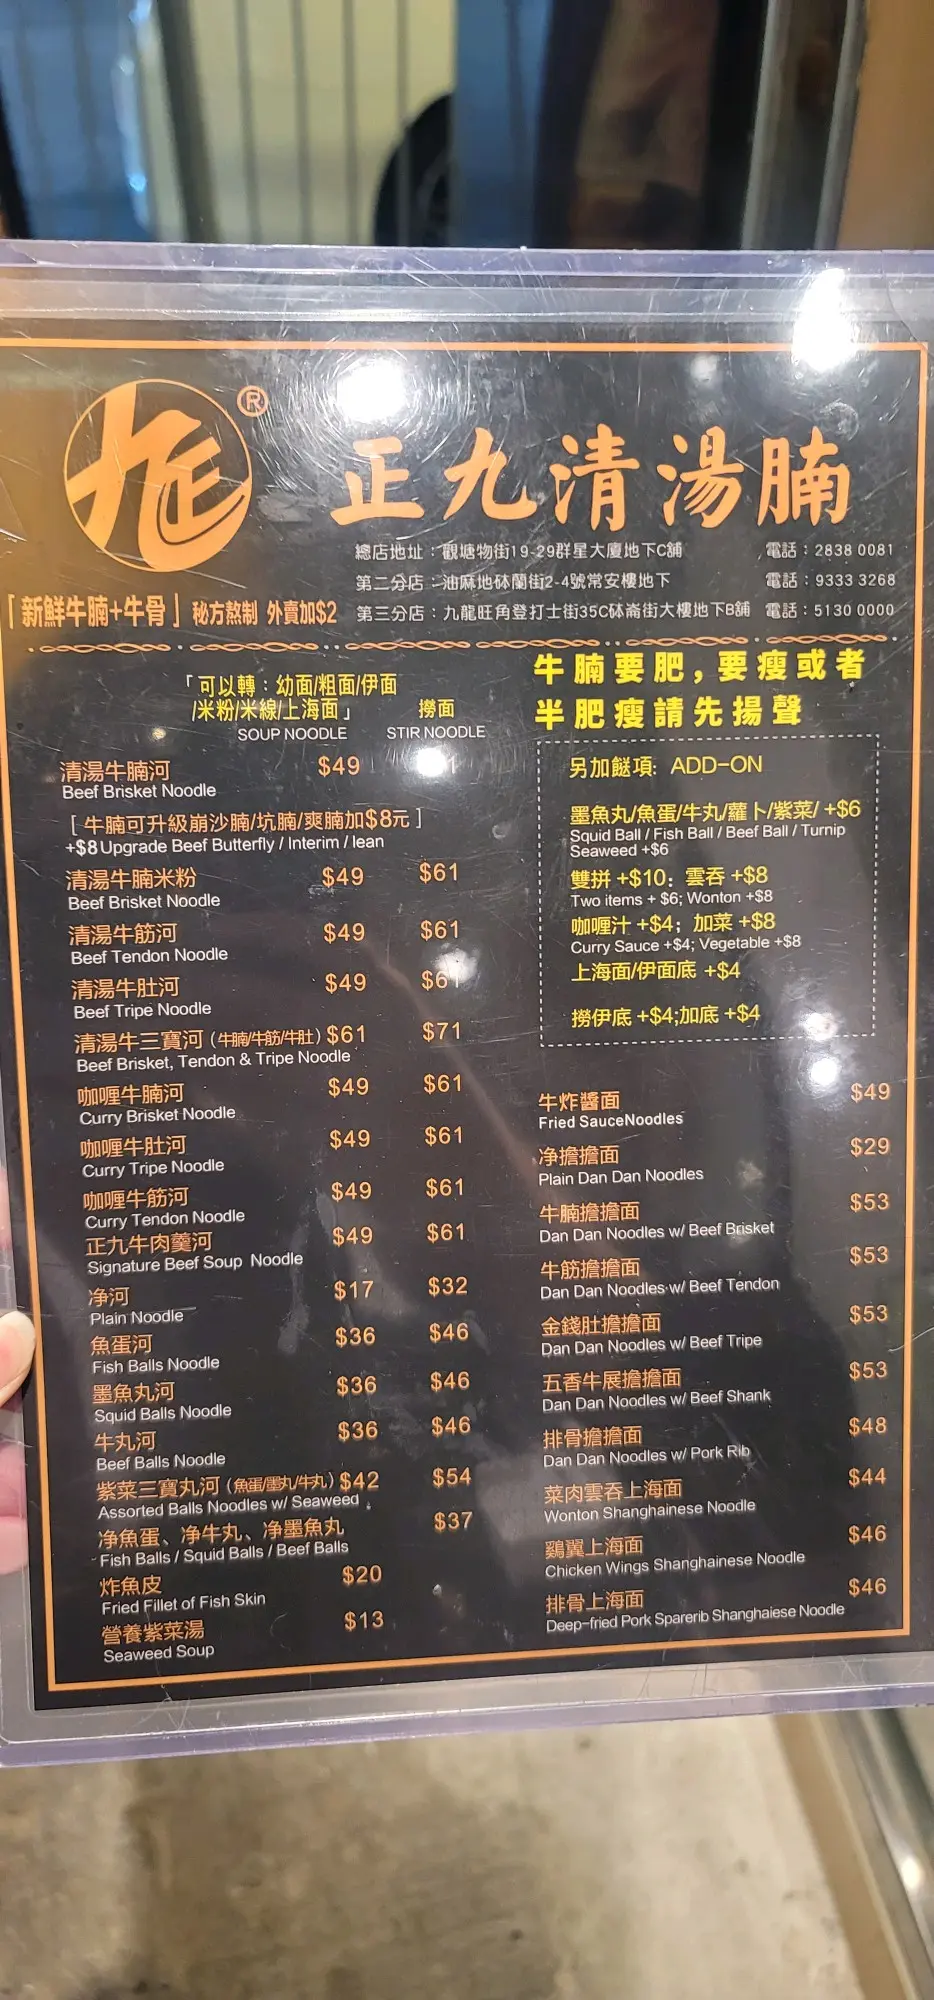 九正®
正九清湯腩
總店地址：觀塘物街19-29群星大廈地下C舖 電話：2838 0081
第二分店：油麻地砵蘭街2-4號常安樓地下 電話：9333 3268
「新鮮牛腩+牛骨」秘方熬制 外賣加$2
第三分店：九龍旺角登打士街35C砵崙街大樓地下B舖 電話：5130 0000
「可以轉：幼面/粗面/伊面
/米粉/米線/上海面」 撈面
SOUP NOODLE STIR NOODLE
清湯牛腩河 $49
Beef Brisket Noodle
[ 牛腩可升級崩沙腩/坑腩/爽腩加$8元 ]
+$8 Upgrade Beef Butterfly / Interim / lean
清湯牛腩米粉 $49 $61
Beef Brisket Noodle
清湯牛筋河 $49 $61
Beef Tendon Noodle
清湯牛肚河 $49 $61
Beef Tripe Noodle
清湯牛三寶河 (牛腩/牛筋/牛肚) $61 $71
Beef Brisket, Tendon & Tripe Noodle
咖喱牛腩河 $49 $61
Curry Brisket Noodle
咖喱牛肚河 $49 $61
Curry Tripe Noodle
咖喱牛筋河 $49 $61
Curry Tendon Noodle
正九牛肉羹河 $49 $61
Signature Beef Soup Noodle
净河 $17 $32
Plain Noodle
魚蛋河 $36 $46
Fish Balls Noodle
墨魚丸河 $36 $46
Squid Balls Noodle
牛丸河 $36 $46
Beef Balls Noodle
紫菜三寶丸河 (魚蛋/墨丸/牛丸) $42 $54
Assorted Balls Noodles w/ Seaweed
净魚蛋、净牛丸、净墨魚丸 $37
Fish Balls / Squid Balls / Beef Balls
炸魚皮 $20
Fried Fillet of Fish Skin
營養紫菜湯 $13
Seaweed Soup
牛腩要肥，要瘦或者
半肥瘦請先揚聲
另加餸項: ADD-ON
墨魚丸/魚蛋/牛丸/蘿卜/紫菜/ +$6
Squid Ball / Fish Ball / Beef Ball / Turnip
Seaweed +$6
雙拼 +$10; 雲吞 +$8
Two items + $6; Wonton +$8
咖喱汁 +$4; 加菜 +$8
Curry Sauce +$4; Vegetable +$8
上海面/伊面底 +$4
撈伊底 +$4;加底 +$4
牛炸醬面 $49
Fried SauceNoodles
净擔擔面 $29
Plain Dan Dan Noodles
牛腩擔擔面 $53
Dan Dan Noodles w/ Beef Brisket
牛筋擔擔面 $53
Dan Dan Noodles w/ Beef Tendon
金錢肚擔擔面 $53
Dan Dan Noodles w/ Beef Tripe
五香牛展擔擔面 $53
Dan Dan Noodles w/ Beef Shank
排骨擔擔面 $48
Dan Dan Noodles w/ Pork Rib
菜肉雲吞上海面 $44
Wonton Shanghainese Noodle
鷄翼上海面 $46
Chicken Wings Shanghainese Noodle
排骨上海面 $46
Deep-fried Pork Sparerib Shanghaiese Noodle